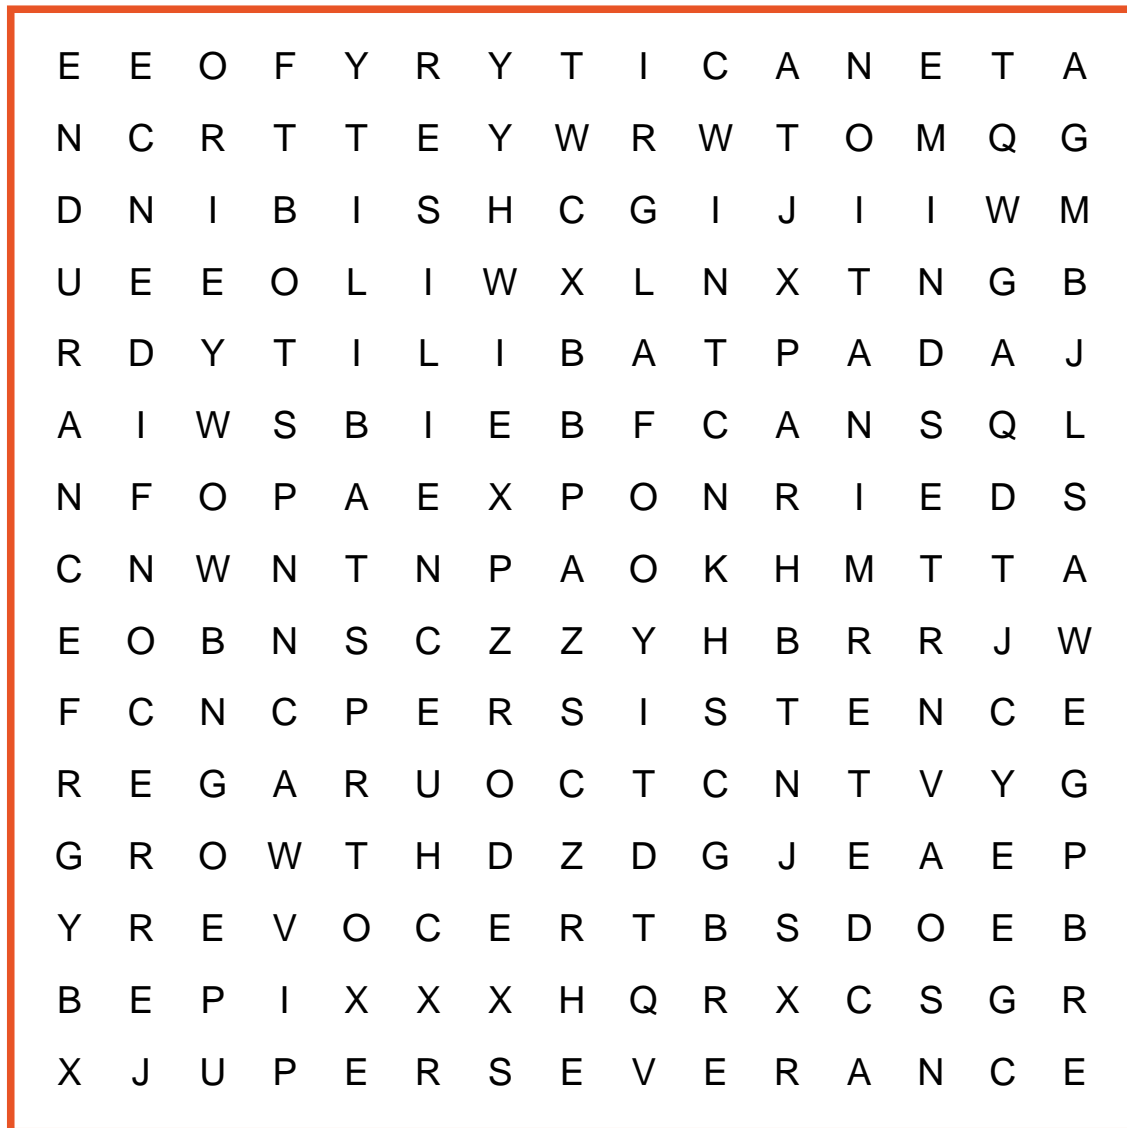 E E O F Y R Y T I C A N E T A
N C R T T E Y W R W T O M Q G
D N I B I S H C G I J I I W M
U E E O L I W X L N X T N G B
R D Y T I L I B A T P A D A J
A I W S B I E B F C A N S Q L
N F O P A E X P O N R I E D S
C N W N T N P A O K H M T T A
E O B N S C Z Z Y H B R R J W
F C N C P E R S I S T E N C E
R E G A R U O C T C N T V Y G
G R O W T H D Z D G J E A E P
Y R E V O C E R T B S D O E B
B E P I X X X H Q R X C S G R
X J U P E R S E V E R A N C E